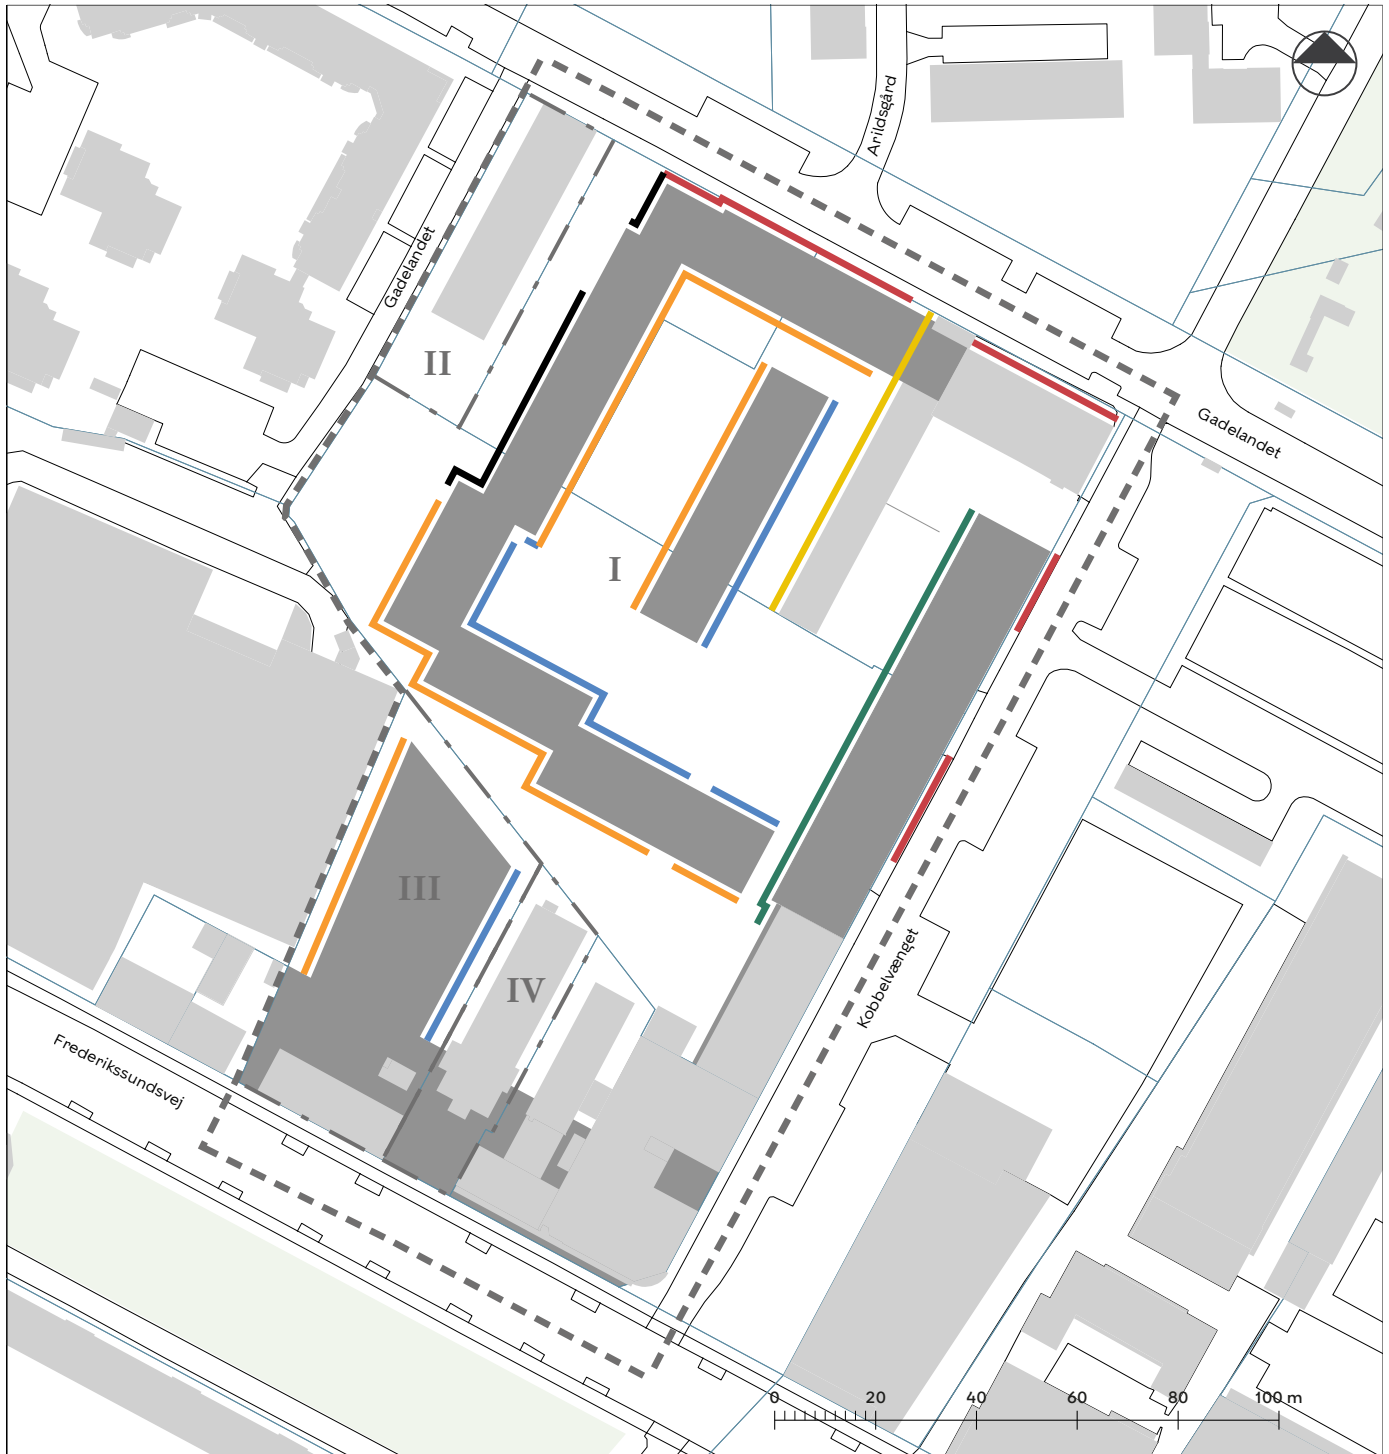 Arildsgård
Gadelandet
II
Gadelandet
I
III
IV
Kobbelvænget
Frederikssundsvej
0 20 40 60 80 100 m